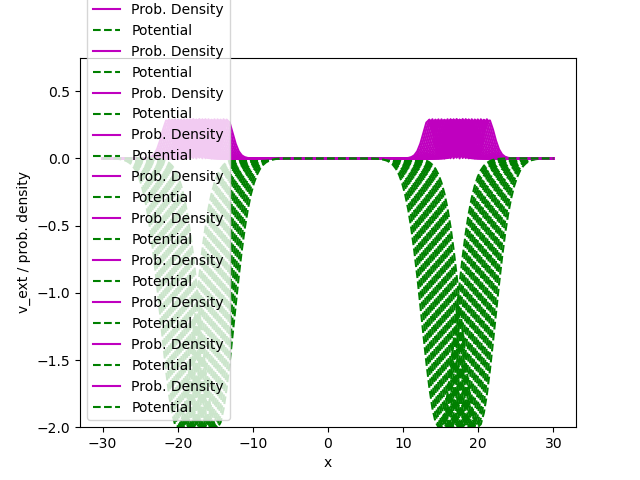 Prob. Density
Potential
Prob. Density
Potential
Prob. Density
Potential
Prob. Density
Potential
Prob. Density
Potential
Prob. Density
Potential
Prob. Density
Potential
Prob. Density
Potential
Prob. Density
Potential
Prob. Density
Potential
0.5
0.0
−0.5
−1.0
−1.5
−2.0
v_ext / prob. density
−30
−20
−10
0
10
20
30
x